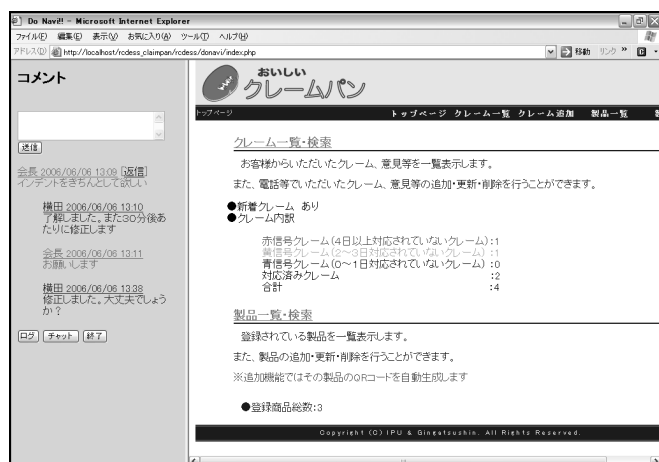 Do Navi!! - Microsoft Internet Explorer
ファイル(F) 編集(E) 表示(V) お気に入り(A) ツール(T) ヘルプ(H)
アドレス(D) http://localhost/rcdess_claimpan/rcdess/donavi/index.php 移動 リンク »
コメント
送信
会長 2006/06/06 13:09 [返信]
インデントをきちんとして欲しい
横田 2006/06/06 13:10
了解しました。また30分後あ
たりに修正します
会長 2006/06/06 13:11
お願いします
横田 2006/06/06 13:38
修正しました。大丈夫でしょう
か?
ログ チャット 終了
おいしい
クレームパン
トップページ トップページ クレーム一覧 クレーム追加 製品一覧
クレーム一覧・検索
お客様からいただいたクレーム、意見等を一覧表示します。
また、電話等でいただいたクレーム、意見等の追加・更新・削除を行うことができます。
●新着クレーム あり
●クレーム内訳
赤信号クレーム(4日以上対応されていないクレーム):1
黄信号クレーム(2~3日対応されていないクレーム):1
青信号クレーム(0~1日対応されていないクレーム):0
対応済みクレーム :2
合計 :4
製品一覧・検索
登録されている製品を一覧表示します。
また、製品の追加・更新・削除を行うことができます。
※追加機能ではその製品のQRコードを自動生成します
●登録商品総数:3
Copyright (C) IPU & Gingatsushin. All Rights Reserved.